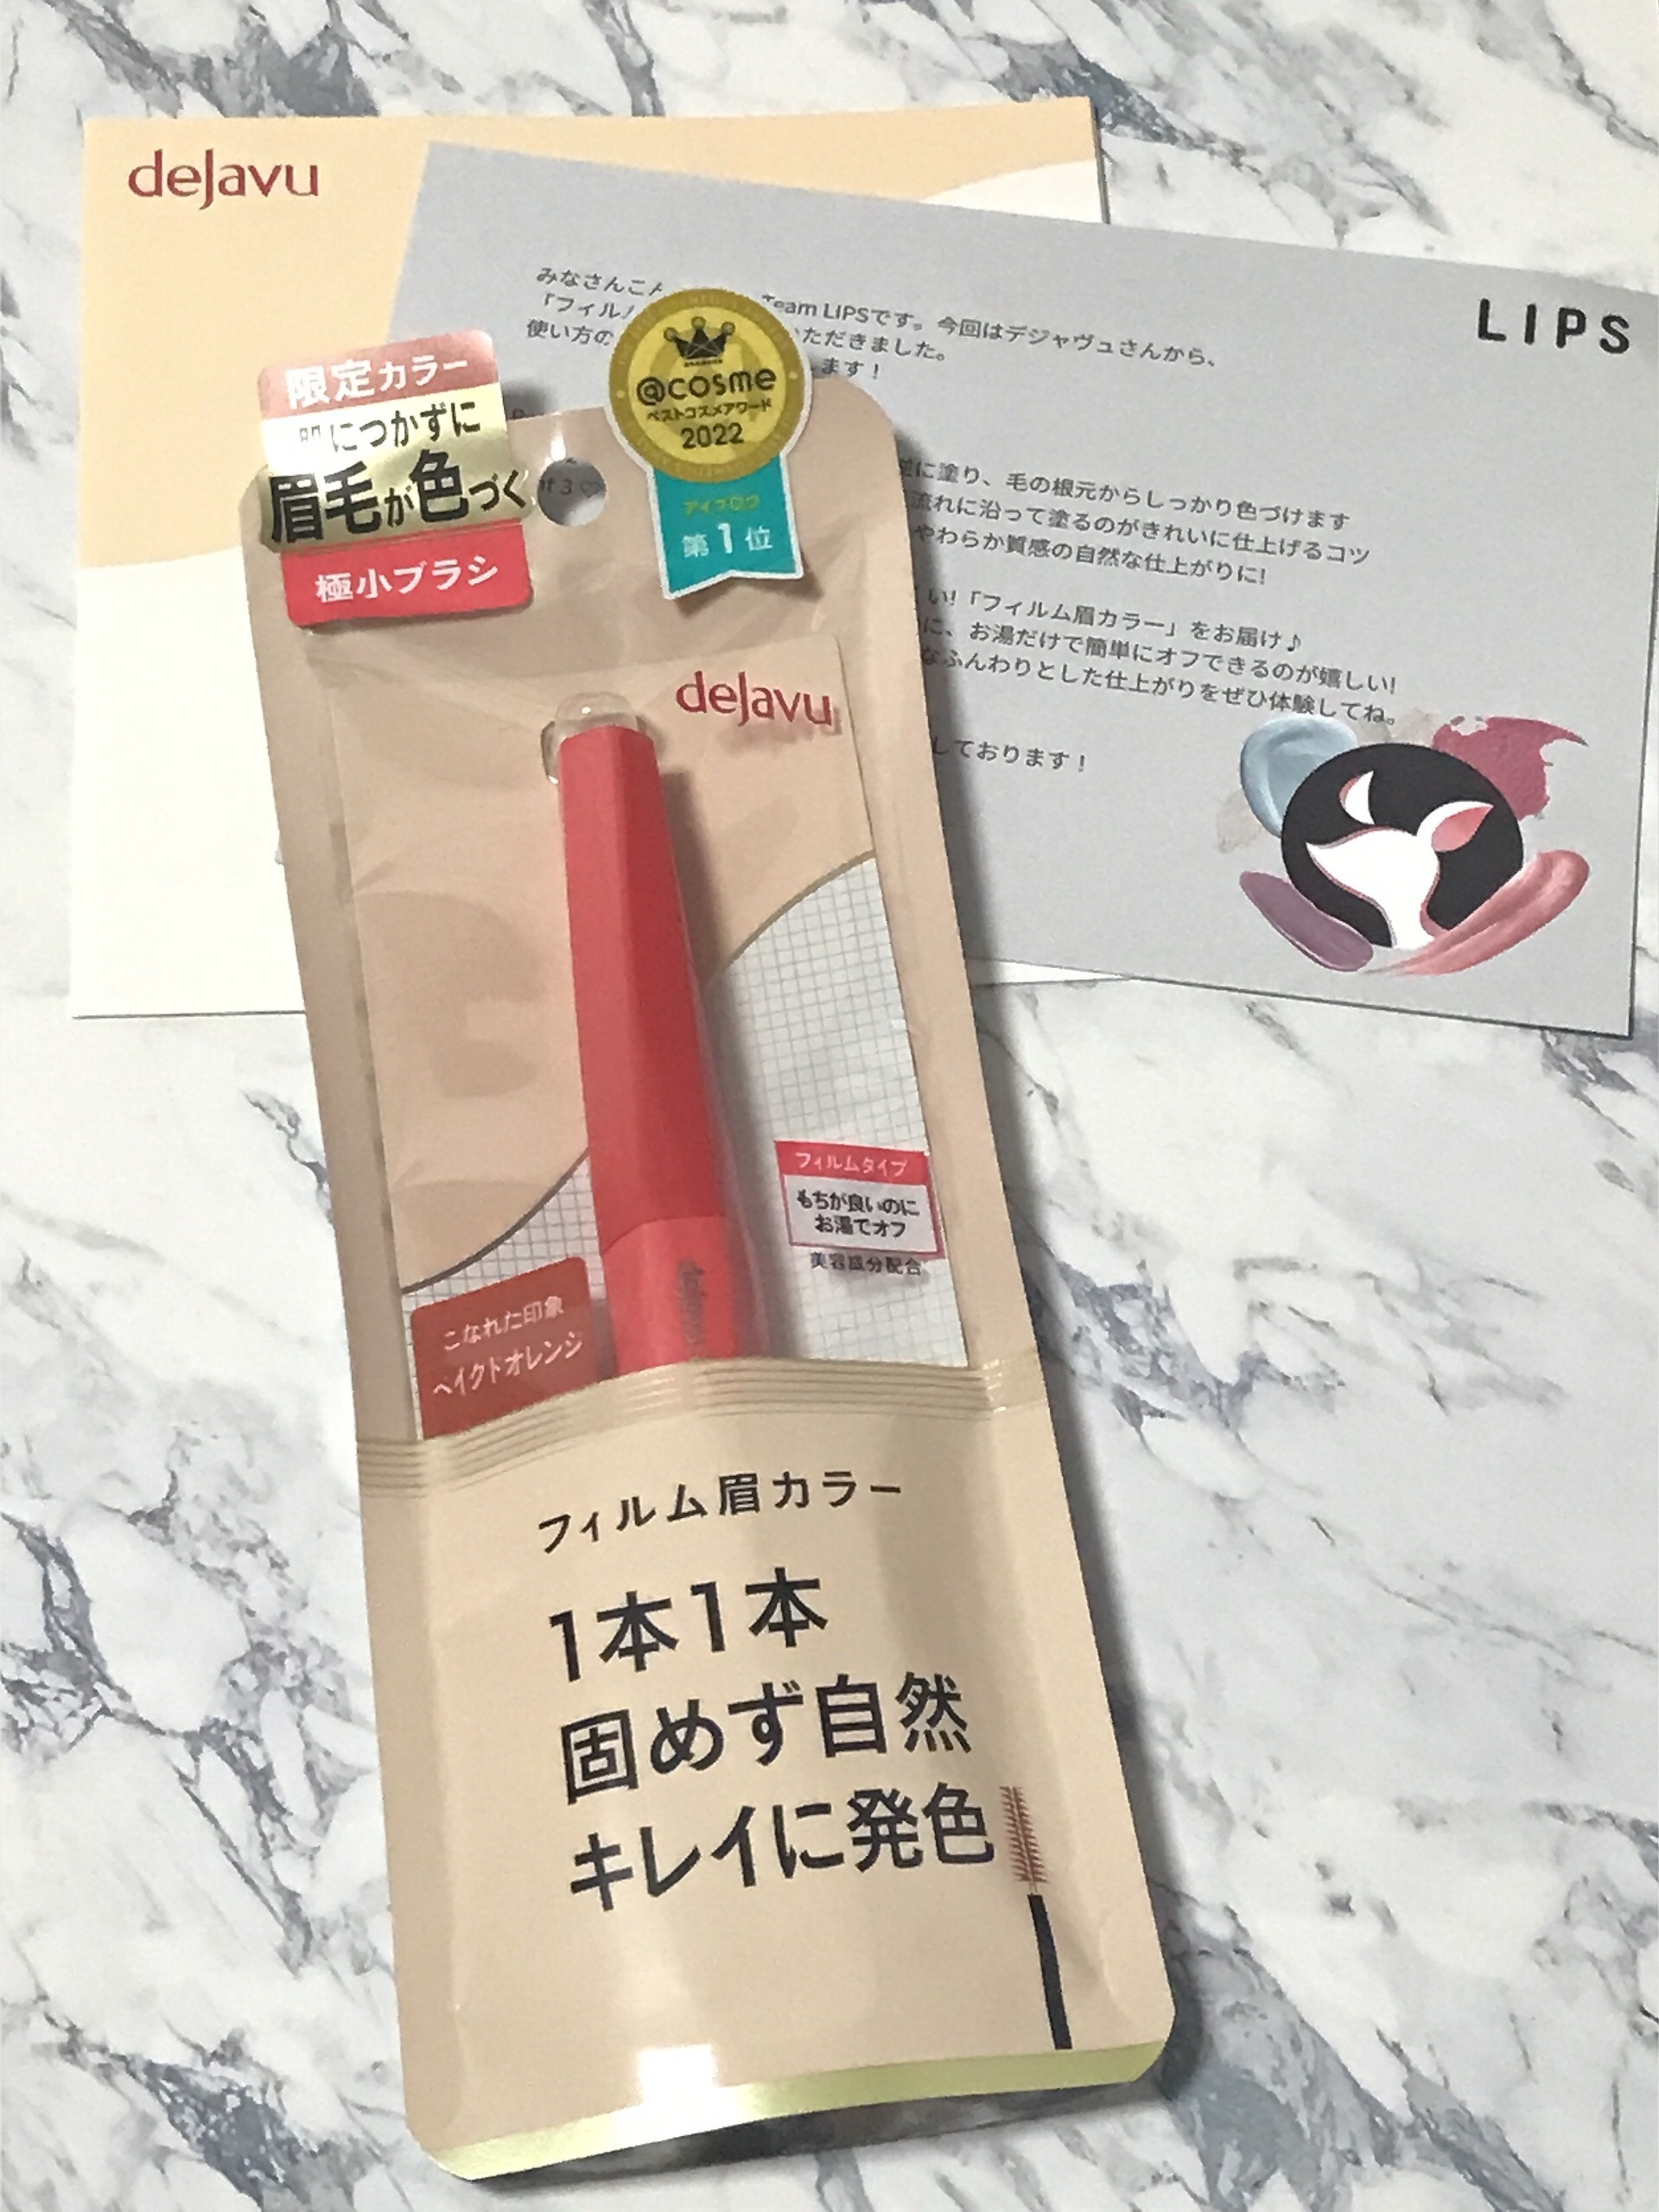 deJavu
LIPS
みなさんこん Team LIPSです。今回はデジャヴュさんから、
「フィルム いただきました。
使い方の します！
逆に塗り、毛の根元からしっかり色づけます
流れに沿って塗るのがきれいに仕上げるコツ
やわらか質感の自然な仕上がりに!
い!「フィルム眉カラー」をお届け♪
に、お湯だけで簡単にオフできるのが嬉しい!
なふんわりとした仕上がりをぜひ体験してね。
しております！
限定カラー
肌につかずに
眉毛が色づく
極小ブラシ
@cosme
ベストコスメアワード
2022
アイブロウ
第1位
deJavu
フィルムタイプ
もちが良いのに
お湯でオフ
美容成分配合
こなれた印象
ベイクドオレンジ
フィルム眉カラー
1本1本
固めず自然
キレイに発色